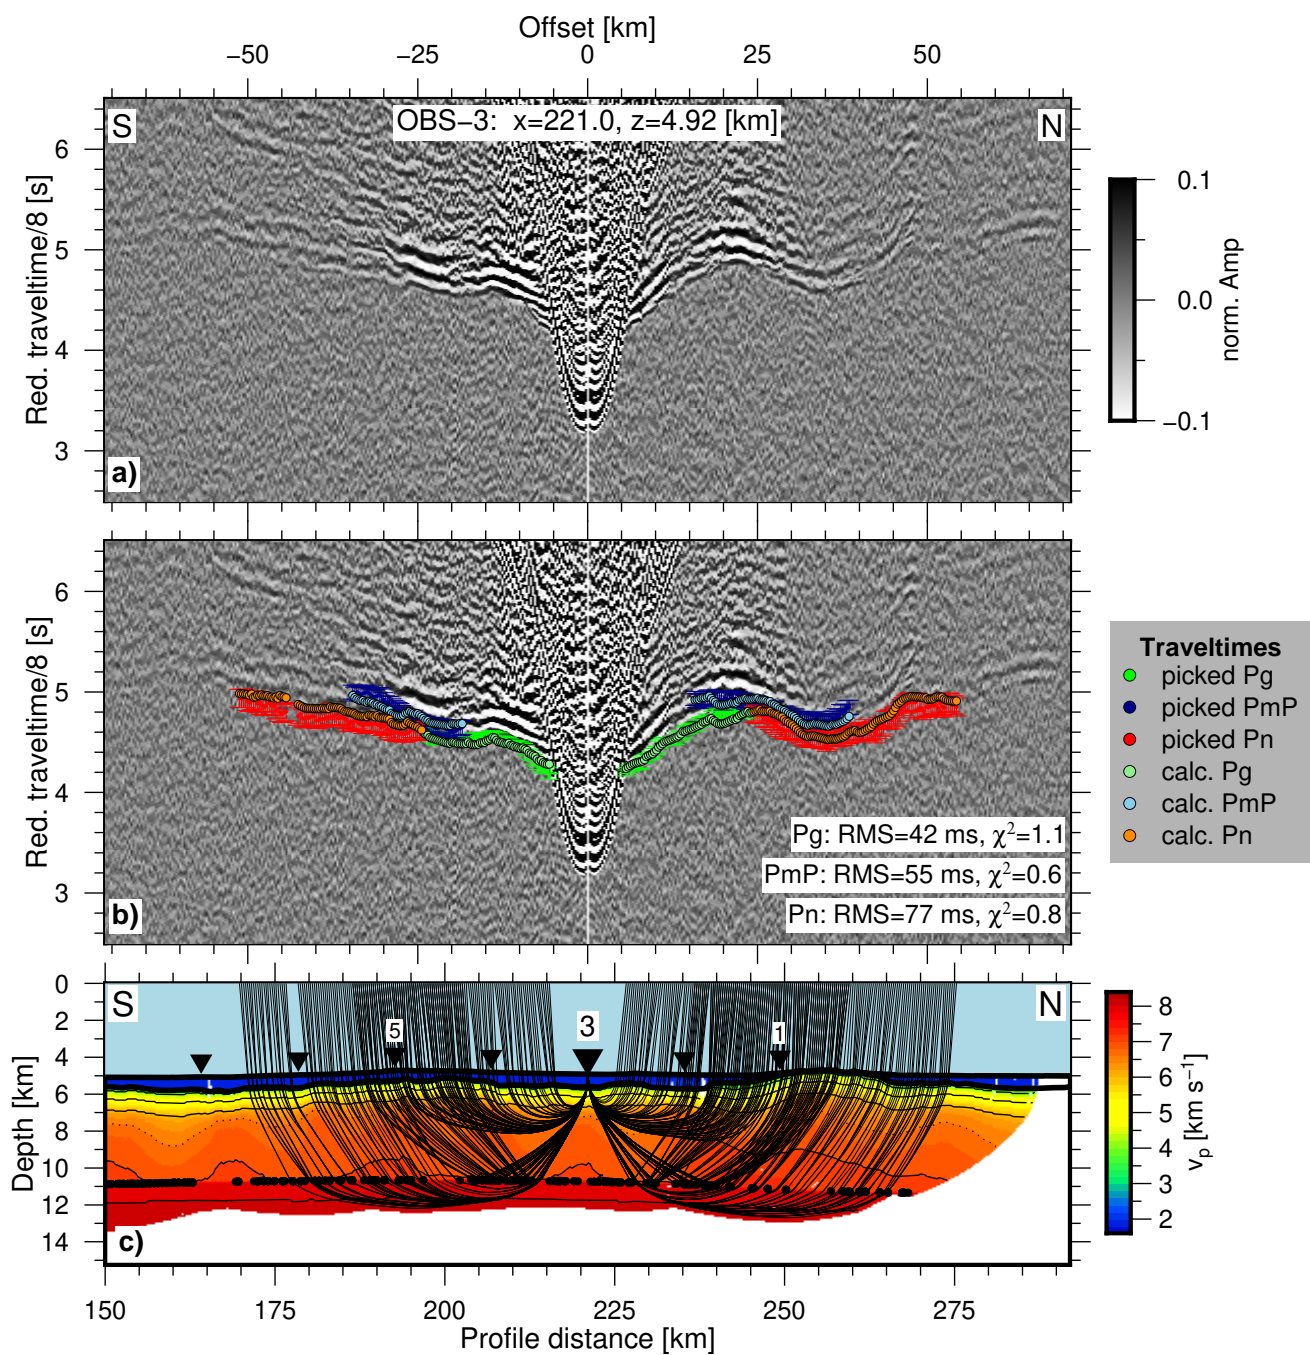 Offset [km]
−50 −25 0 25 50
S
OBS−3: x=221.0, z=4.92 [km]
N
6
5
4
3
Red. traveltime/8 [s]
a)
0.1
0.0
−0.1
norm. Amp
6
5
4
3
Red. traveltime/8 [s]
Pg: RMS=42 ms, χ²=1.1
PmP: RMS=55 ms, χ²=0.6
Pn: RMS=77 ms, χ²=0.8
b)
Traveltimes
picked Pg
picked PmP
picked Pn
calc. Pg
calc. PmP
calc. Pn
S
N
5
3
1
0
2
4
6
8
10
12
14
Depth [km]
c)
8
7
6
5
4
3
2
vp [km s⁻¹]
150 175 200 225 250 275
Profile distance [km]